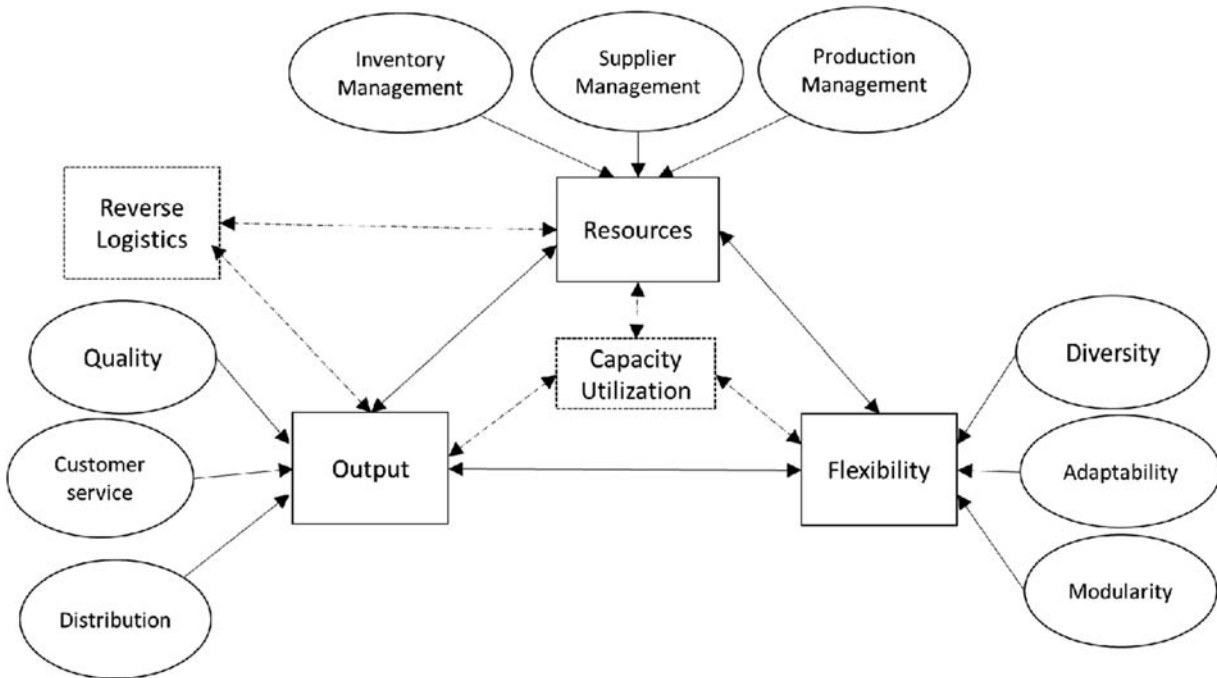 Inventory
Management
Supplier
Management
Production
Management
Reverse
Logistics
Resources
Quality
Capacity
Utilization
Diversity
Customer
service
Output
Flexibility
Adaptability
Distribution
Modularity